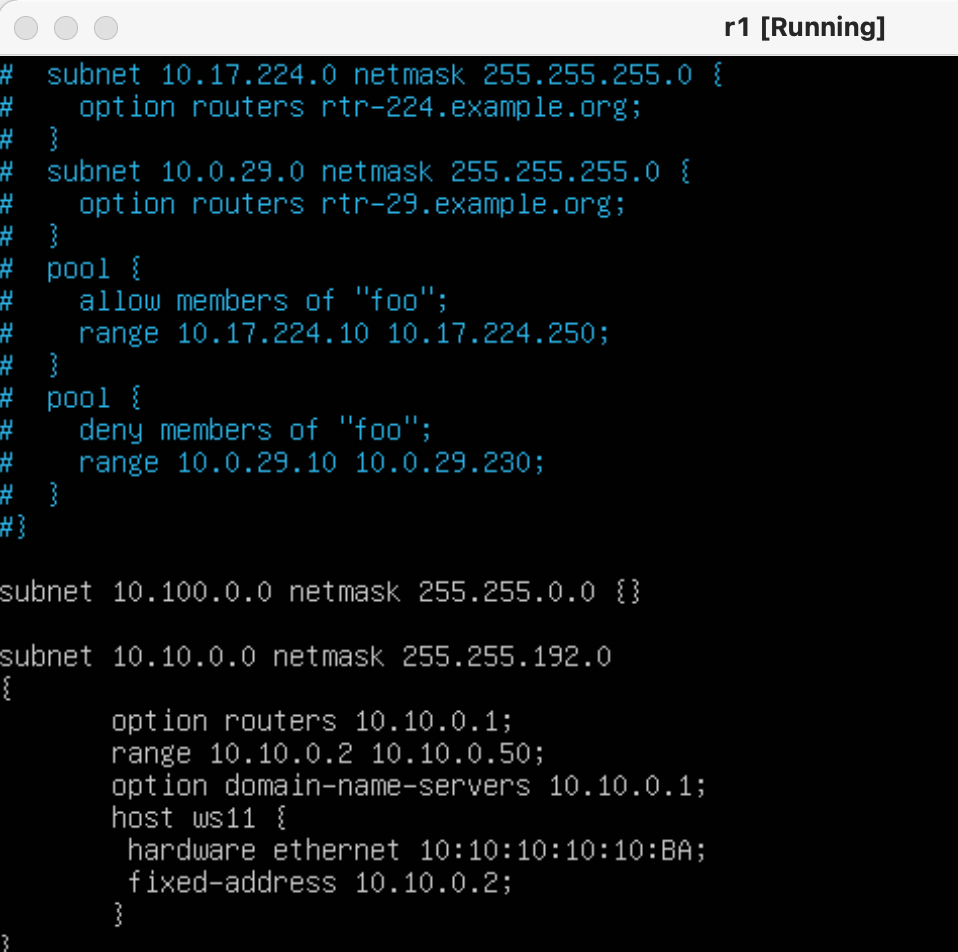 r1 [Running]
#  subnet 10.17.224.0 netmask 255.255.255.0 {
#    option routers rtr-224.example.org;
#  }
#  subnet 10.0.29.0 netmask 255.255.255.0 {
#    option routers rtr-29.example.org;
#  }
#  pool {
#    allow members of "foo";
#    range 10.17.224.10 10.17.224.250;
#  }
#  pool {
#    deny members of "foo";
#    range 10.0.29.10 10.0.29.230;
#  }
#}
subnet 10.100.0.0 netmask 255.255.0.0 {}
subnet 10.10.0.0 netmask 255.255.192.0
{
       option routers 10.10.0.1;
       range 10.10.0.2 10.10.0.50;
       option domain-name-servers 10.10.0.1;
       host ws11 {
        hardware ethernet 10:10:10:10:10:BA;
        fixed-address 10.10.0.2;
       }
}